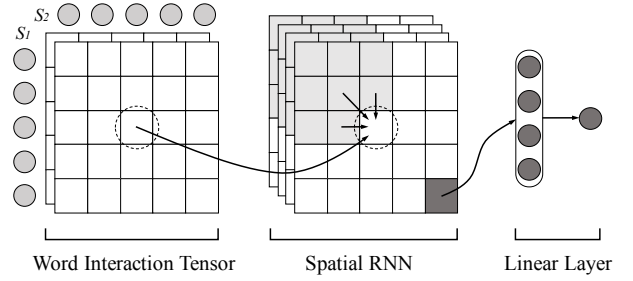 S2
S1
Word Interaction Tensor
Spatial RNN
Linear Layer